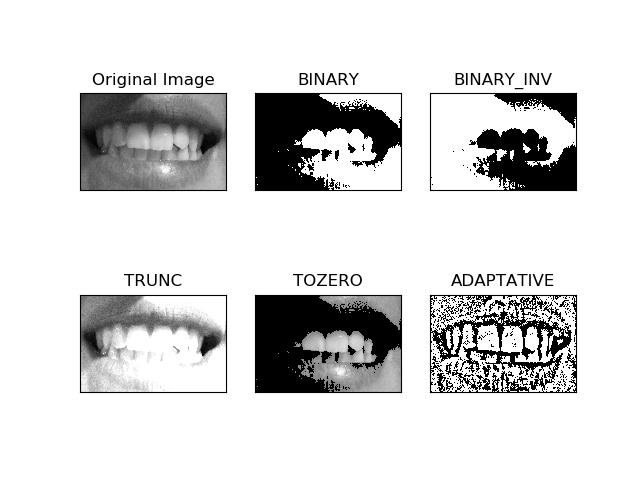 Original Image
BINARY
BINARY_INV
TRUNC
TOZERO
ADAPTATIVE